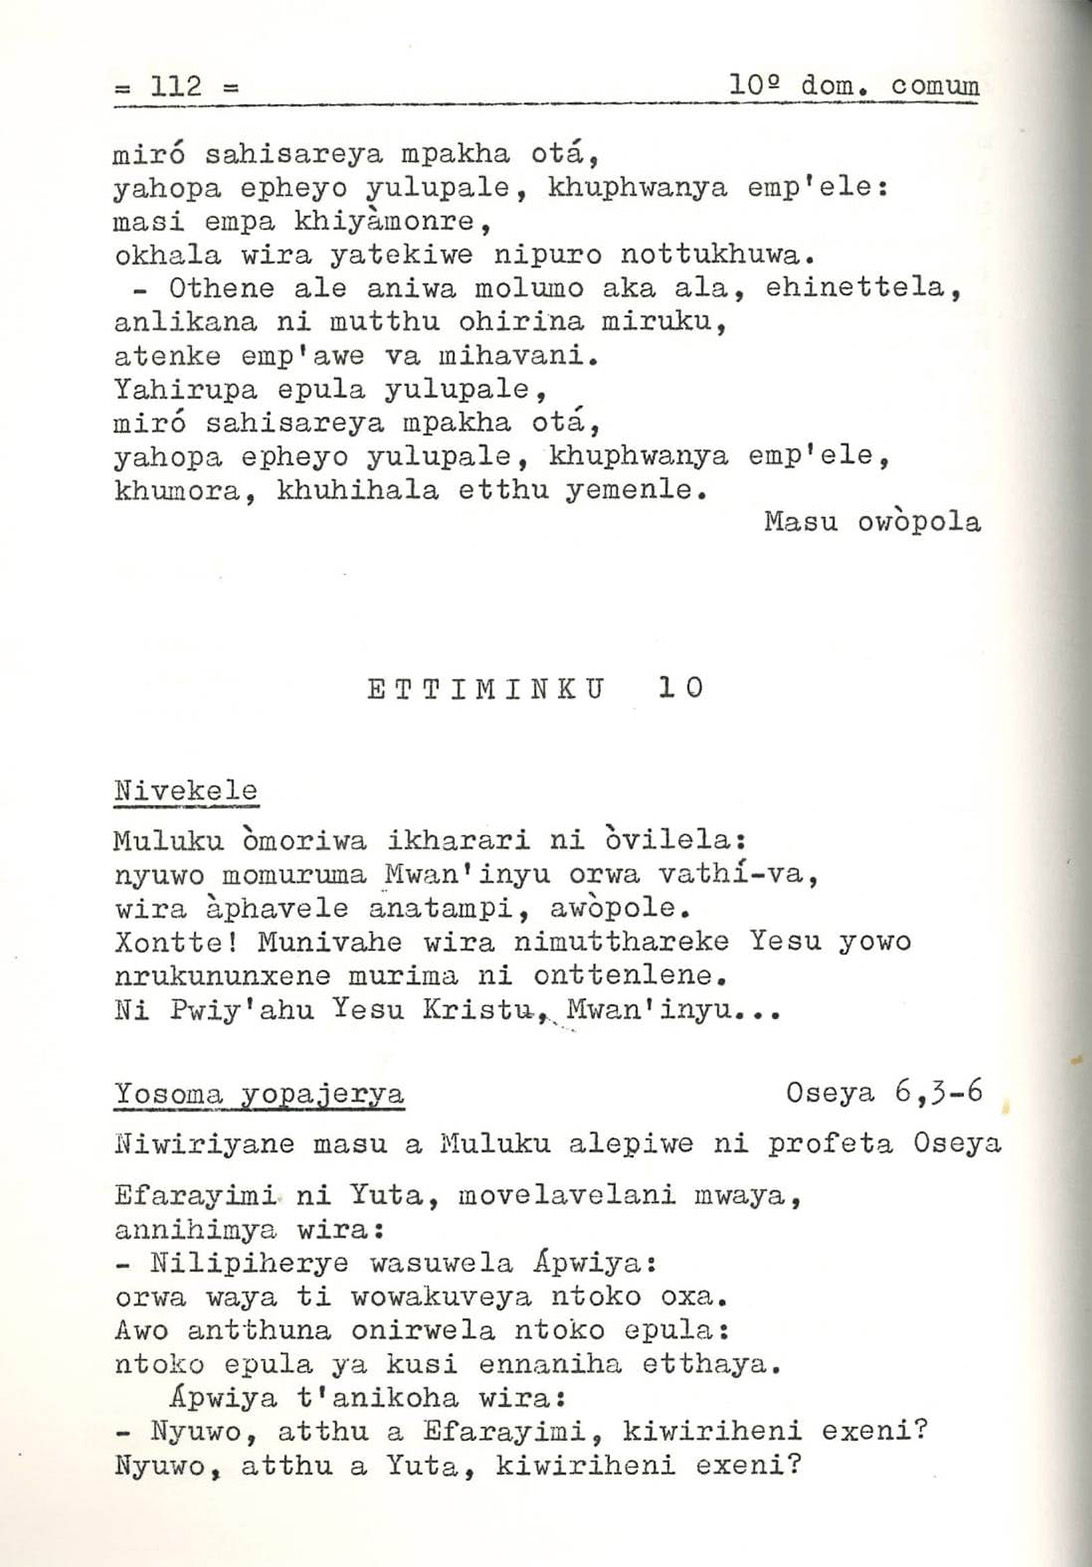 = 112 = 10º dom. comum
miró sahisareya mpakha otá,
yahopa epheyo yulupale, khuphwanya emp'ele:
masi empa khiyàmonre,
okhala wira yatekiwe nipuro nottukhuwa.
- Othene ale aniwa molumo aka ala, ehinettela,
anlikana ni mutthu ohirina miruku,
atenke emp'awe va mihavani.
Yahirupa epula yulupale,
miró sahisareya mpakha otá,
yahopa epheyo yulupale, khuphwanya emp'ele,
khumora, khuhihala etthu yemenle.
Masu owòpola
ETTIMINKU 10
Nivekele
Muluku òmoriwa ikharari ni òvilela:
nyuwo momuruma Mwan'inyu orwa vathí-va,
wira àphavele anatampi, awòpole.
Xontte! Munivahe wira nimutthareke Yesu yowo
nrukununxene murima ni onttenlene.
Ni Pwiy'ahu Yesu Kristu, Mwan'inyu...
Yosoma yopajerya Oseya 6,3-6
Niwiriyane masu a Muluku alepiwe ni profeta Oseya
Efarayimi ni Yuta, movelavelani mwaya,
annihimya wira:
- Nilipiherye wasuwela Ápwiya:
orwa waya ti wowakuveya ntoko oxa.
Awo antthuna onirwela ntoko epula:
ntoko epula ya kusi ennaniha etthaya.
Ápwiya t'anikoha wira:
- Nyuwo, atthu a Efarayimi, kiwiriheni exeni?
Nyuwo, atthu a Yuta, kiwiriheni exeni?